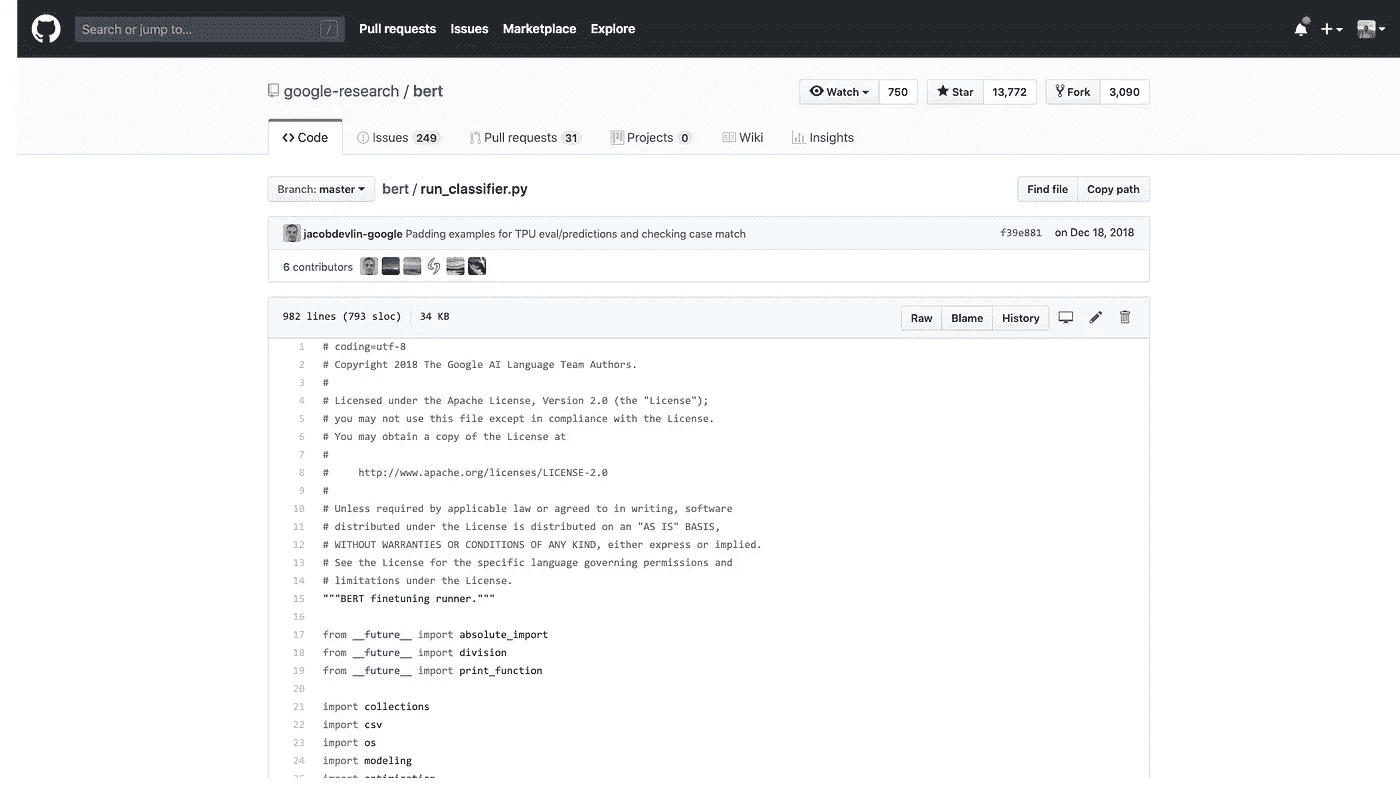 Search or jump to... / Pull requests Issues Marketplace Explore
google-research / bert Watch 750 Star 13,772 Fork 3,090
<> Code Issues 249 Pull requests 31 Projects 0 Wiki Insights
Branch: master bert / run_classifier.py Find file Copy path
jacobdevlin-google Padding examples for TPU eval/predictions and checking case match f39e881 on Dec 18, 2018
6 contributors
982 lines (793 sloc) 34 KB Raw Blame History
1 # coding=utf-8
2 # Copyright 2018 The Google AI Language Team Authors.
3 #
4 # Licensed under the Apache License, Version 2.0 (the "License");
5 # you may not use this file except in compliance with the License.
6 # You may obtain a copy of the License at
7 #
8 #     http://www.apache.org/licenses/LICENSE-2.0
9 #
10 # Unless required by applicable law or agreed to in writing, software
11 # distributed under the License is distributed on an "AS IS" BASIS,
12 # WITHOUT WARRANTIES OR CONDITIONS OF ANY KIND, either express or implied.
13 # See the License for the specific language governing permissions and
14 # limitations under the License.
15 """BERT finetuning runner."""
16
17 from __future__ import absolute_import
18 from __future__ import division
19 from __future__ import print_function
20
21 import collections
22 import csv
23 import os
24 import modeling